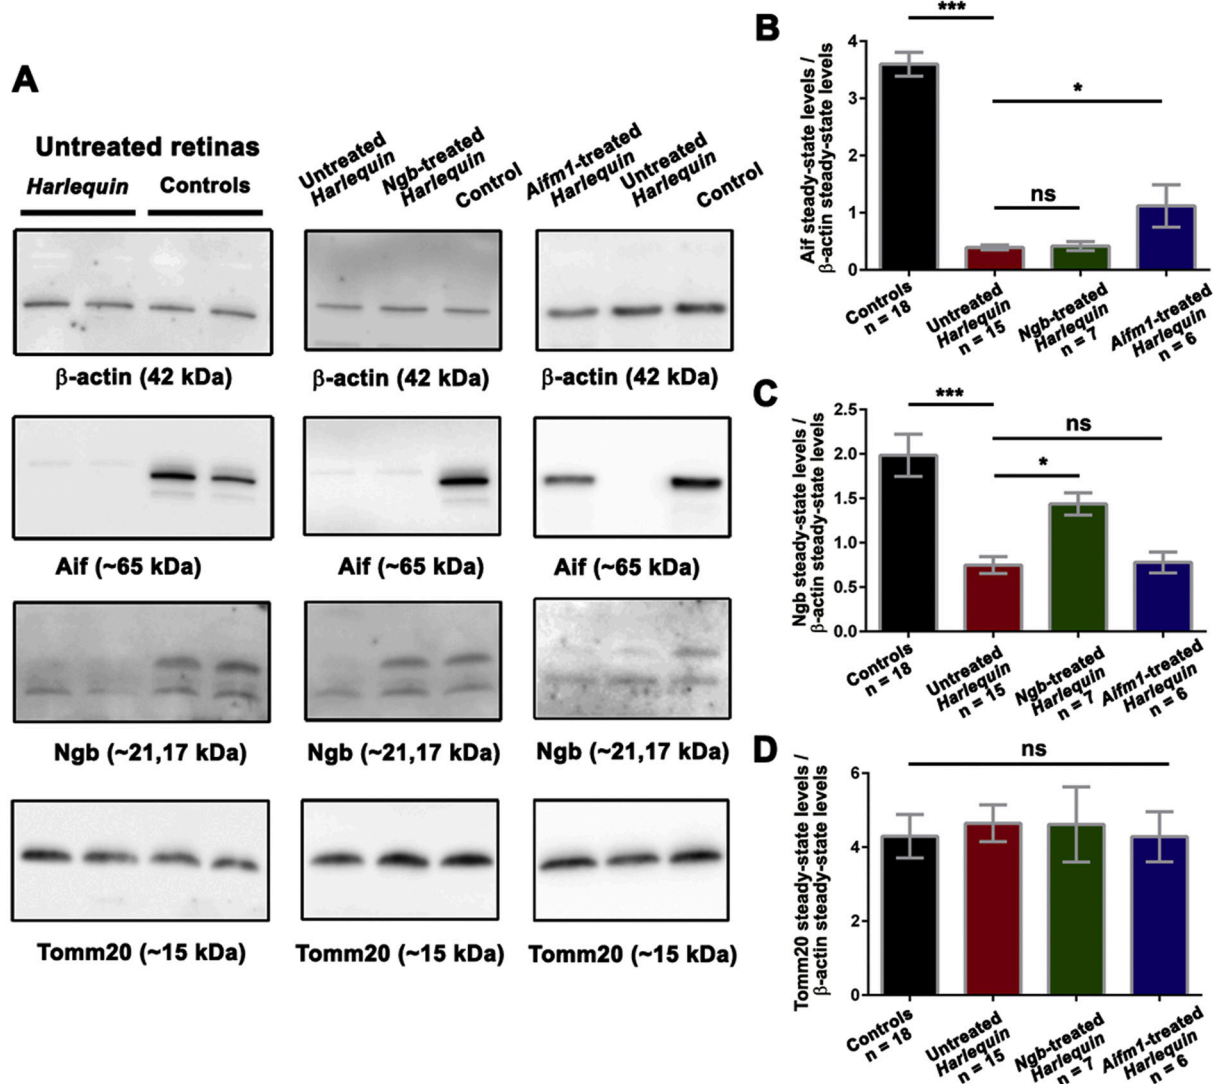 A
Untreated retinas
Harlequin
Controls
Untreated
Harlequin
Ngb-treated
Harlequin
Control
Aifm1-treated
Harlequin
Untreated
Harlequin
Control
β-actin (42 kDa)
β-actin (42 kDa)
β-actin (42 kDa)
Aif (~65 kDa)
Aif (~65 kDa)
Aif (~65 kDa)
Ngb (~21,17 kDa)
Ngb (~21,17 kDa)
Ngb (~21,17 kDa)
Tomm20 (~15 kDa)
Tomm20 (~15 kDa)
Tomm20 (~15 kDa)
B
Aif steady-state levels /
β-actin steady-state levels
4
3
2
1
0
***
*
ns
Controls
n = 18
Untreated
Harlequin
n = 15
Ngb-treated
Harlequin
n = 7
Aifm1-treated
Harlequin
n = 6
C
Ngb steady-state levels /
β-actin steady-state levels
2.5
2.0
1.5
1.0
0.5
0.0
***
ns
*
Controls
n = 18
Untreated
Harlequin
n = 15
Ngb-treated
Harlequin
n = 7
Aifm1-treated
Harlequin
n = 6
D
Tomm20 steady-state levels /
β-actin steady-state levels
6
4
2
0
ns
Controls
n = 18
Untreated
Harlequin
n = 15
Ngb-treated
Harlequin
n = 7
Aifm1-treated
Harlequin
n = 6